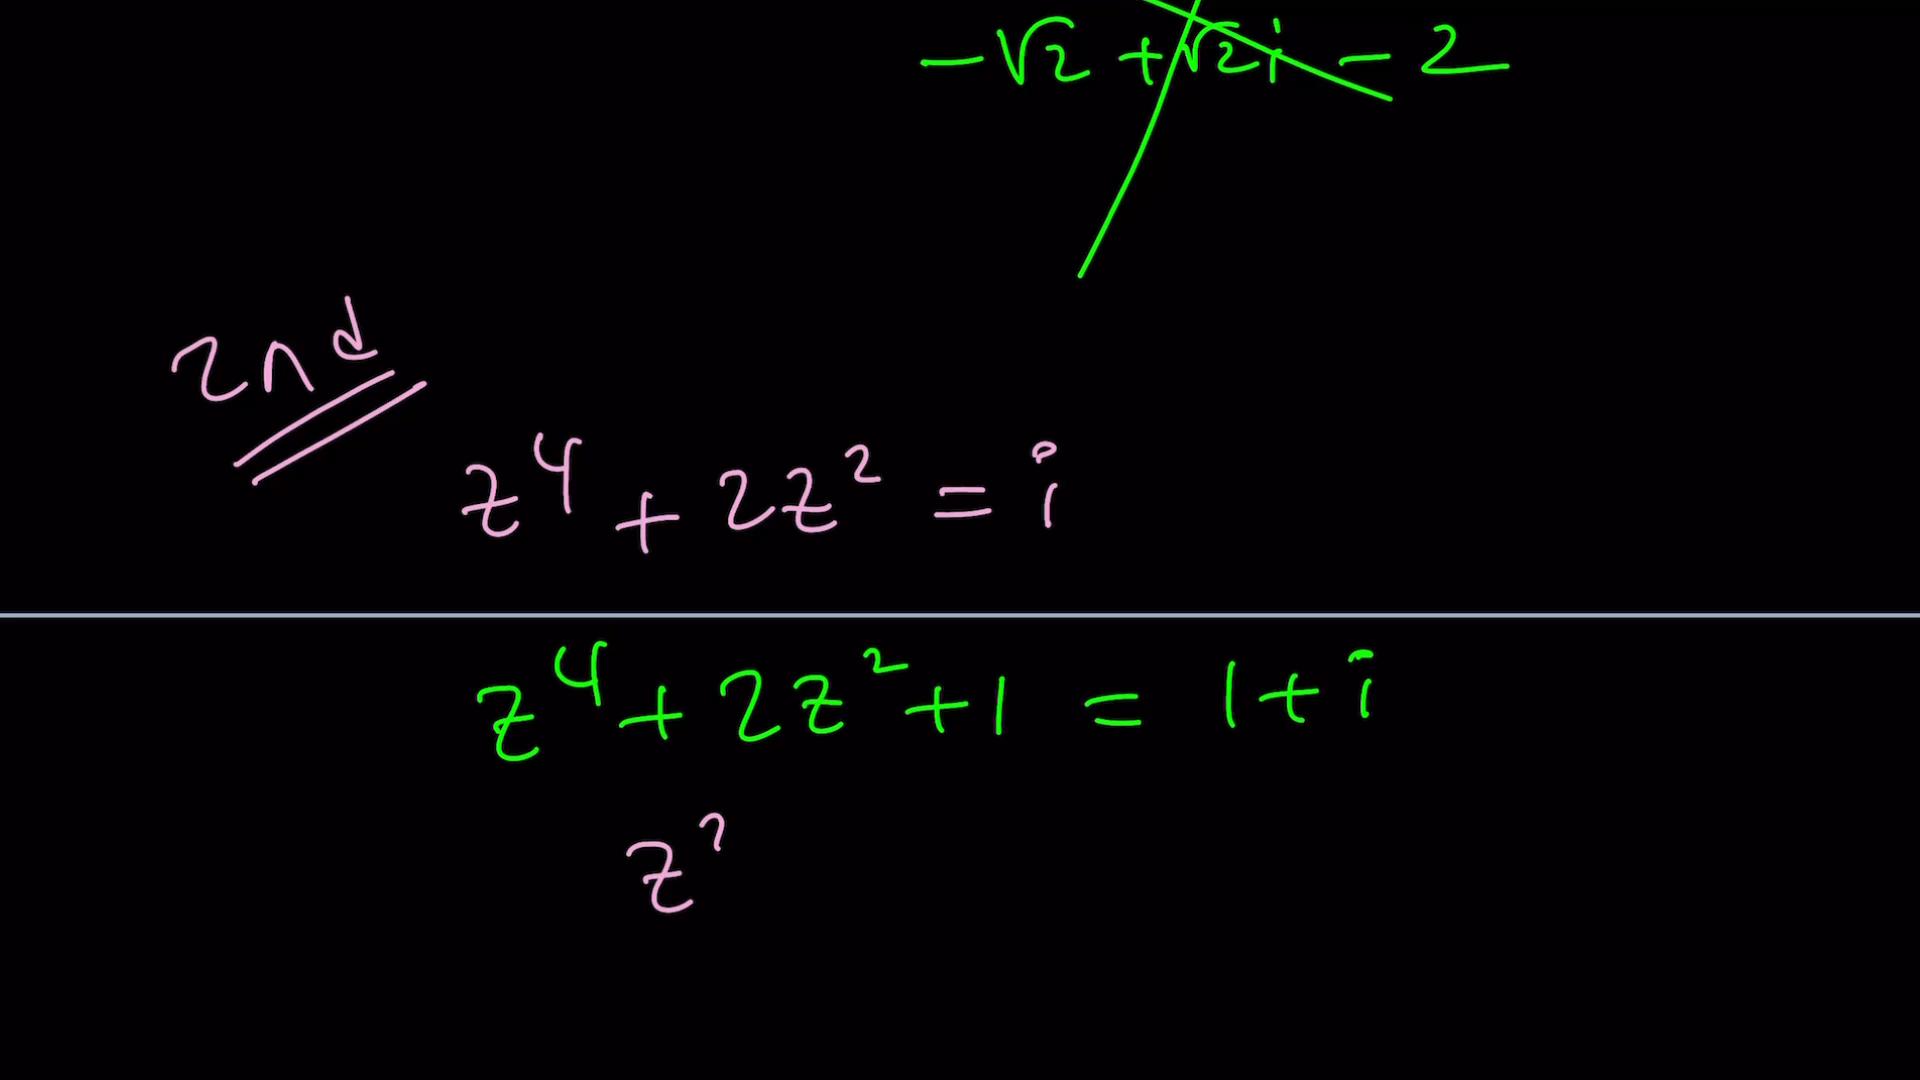 -√2 + √2i - 2
2nd
z⁴ + 2z² = i
z⁴ + 2z² + 1 = 1 + i
z²